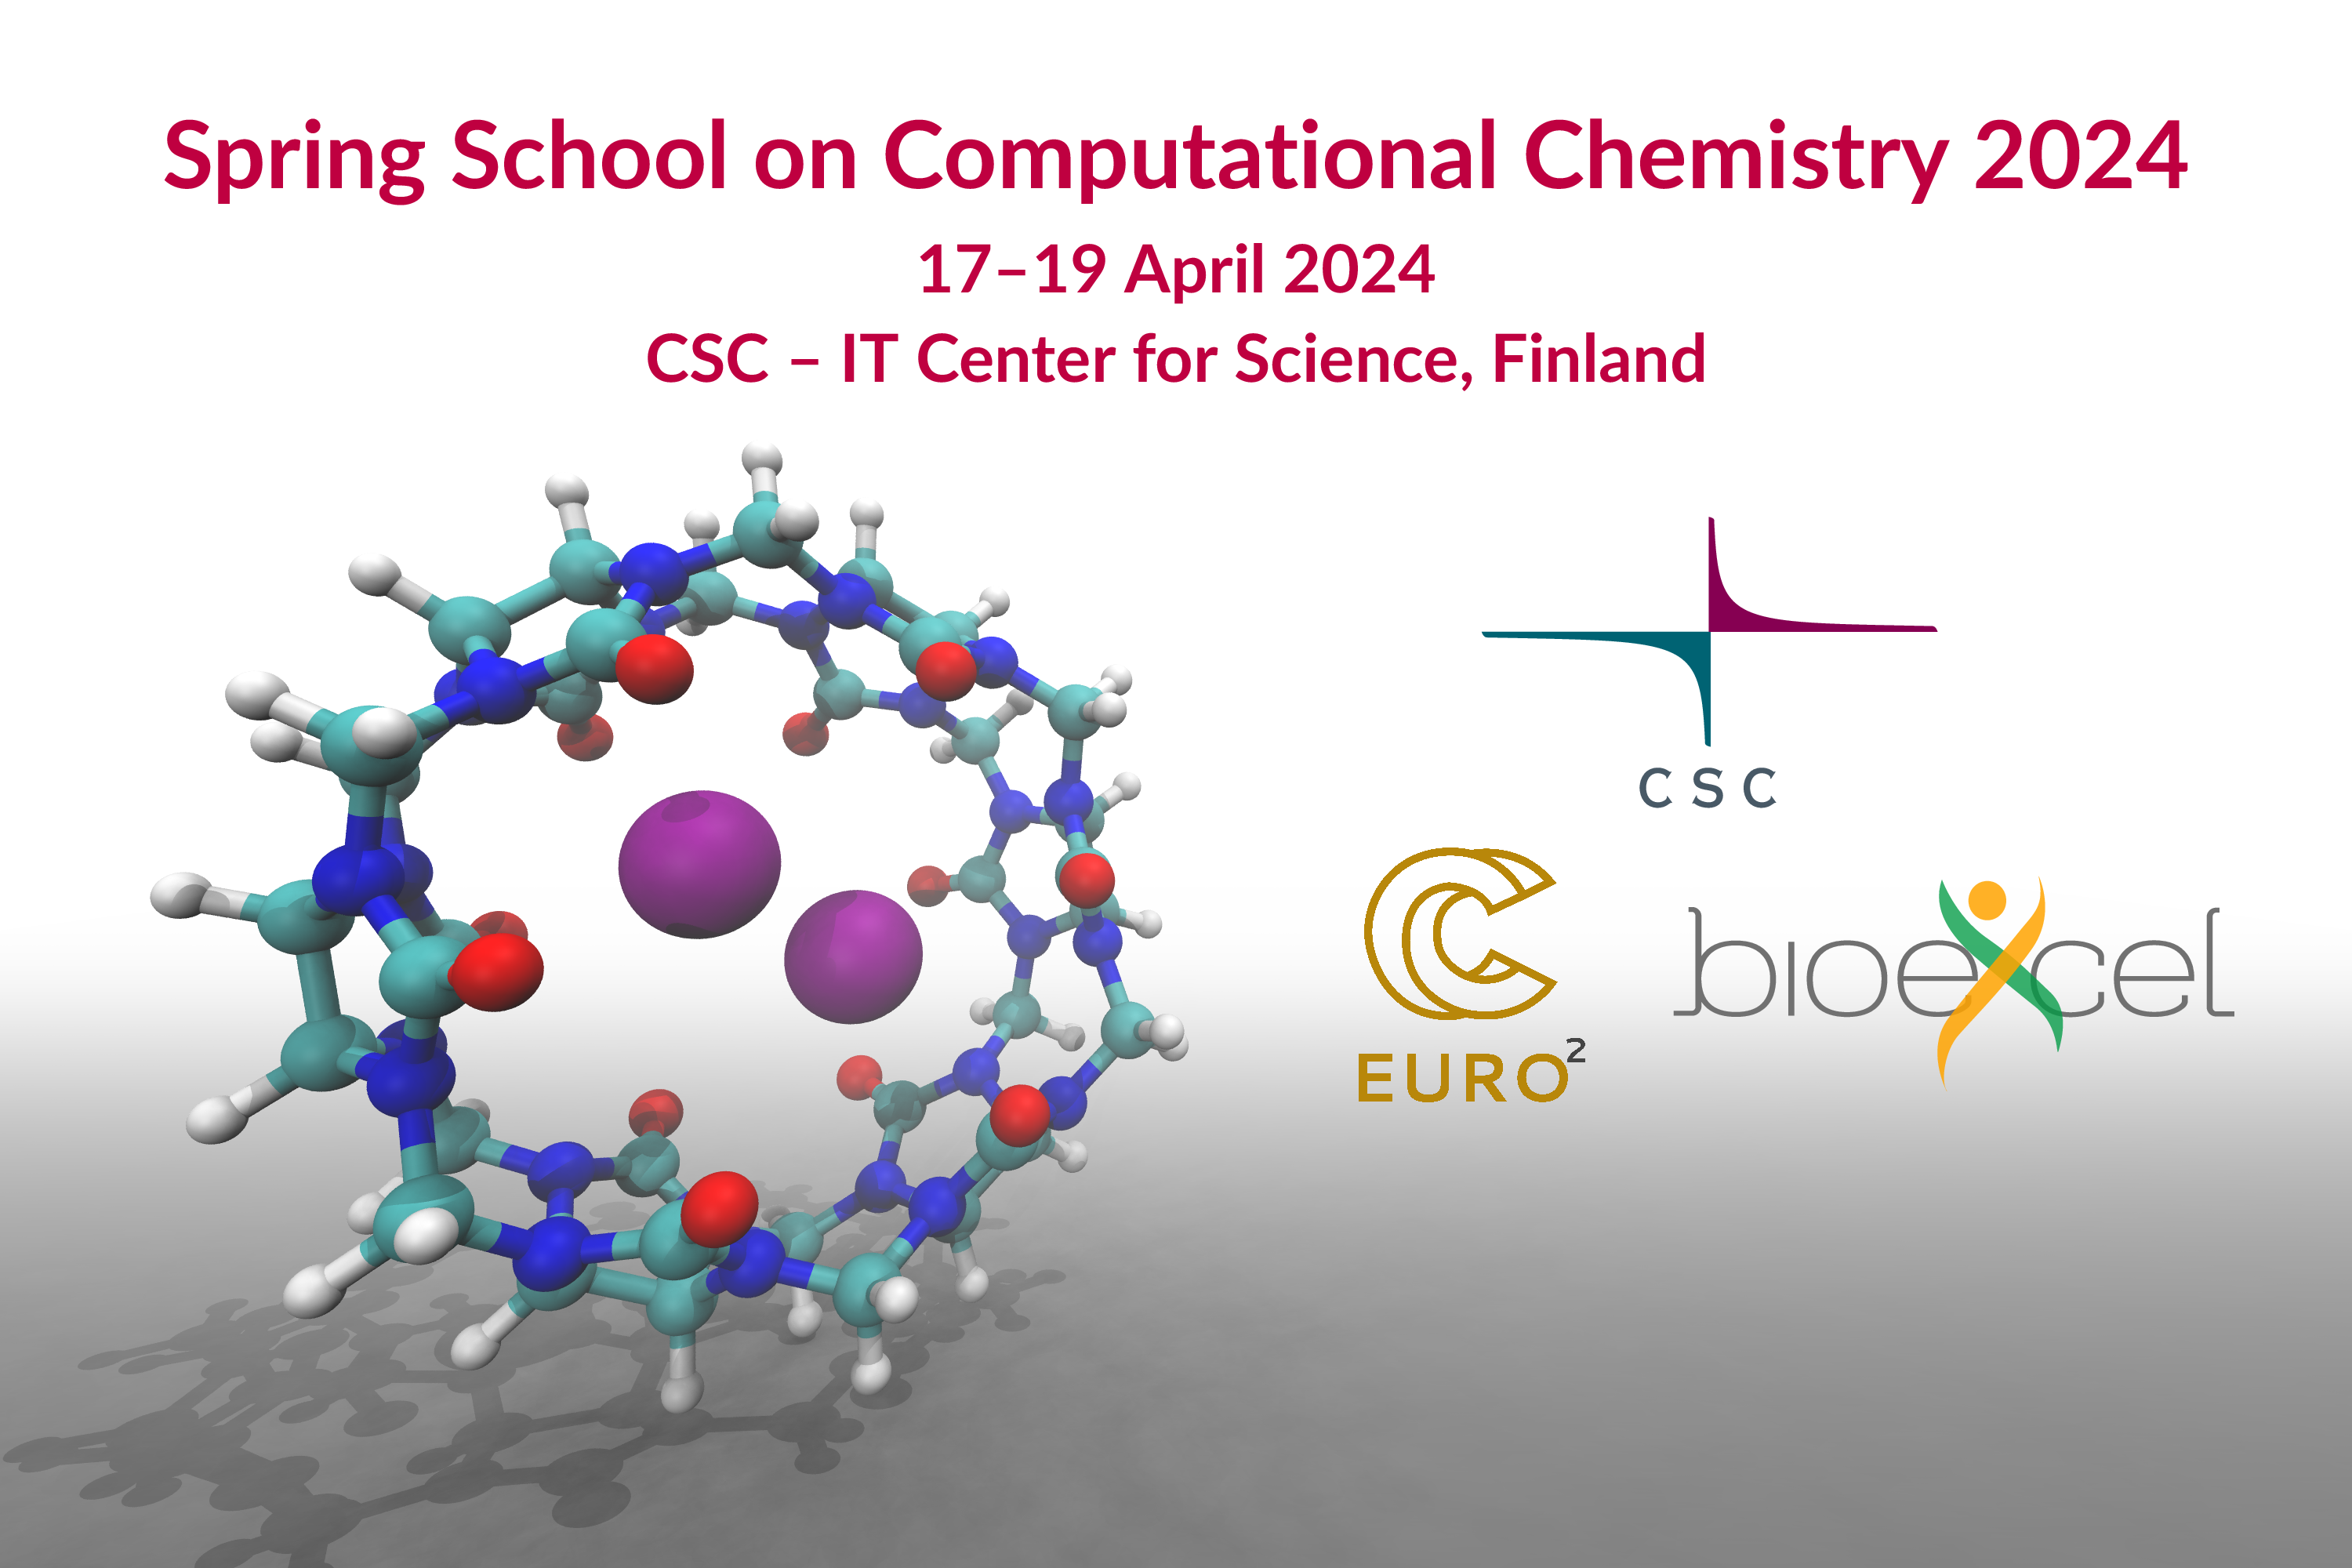 Spring School on Computational Chemistry 2024
17–19 April 2024
CSC – IT Center for Science, Finland
CSC
EURO²
bioexcel